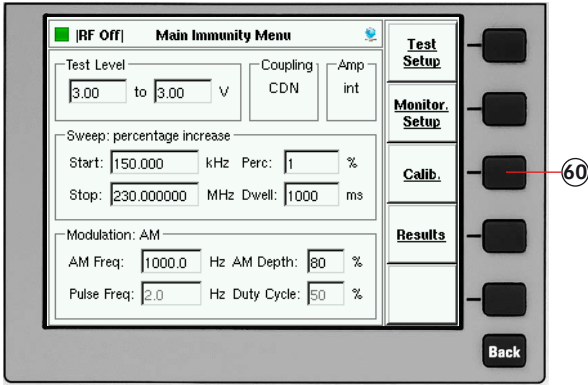 |RF Off| Main Immunity Menu
Test Level
3.00 to 3.00 V
Coupling
CDN
Amp
int
Sweep: percentage increase
Start: 150.000 kHz Perc: 1 %
Stop: 230.000000 MHz Dwell: 1000 ms
Modulation: AM
AM Freq: 1000.0 Hz AM Depth: 80 %
Pulse Freq: 2.0 Hz Duty Cycle: 50 %
Test
Setup
Monitor.
Setup
Calib.
Results
60
Back